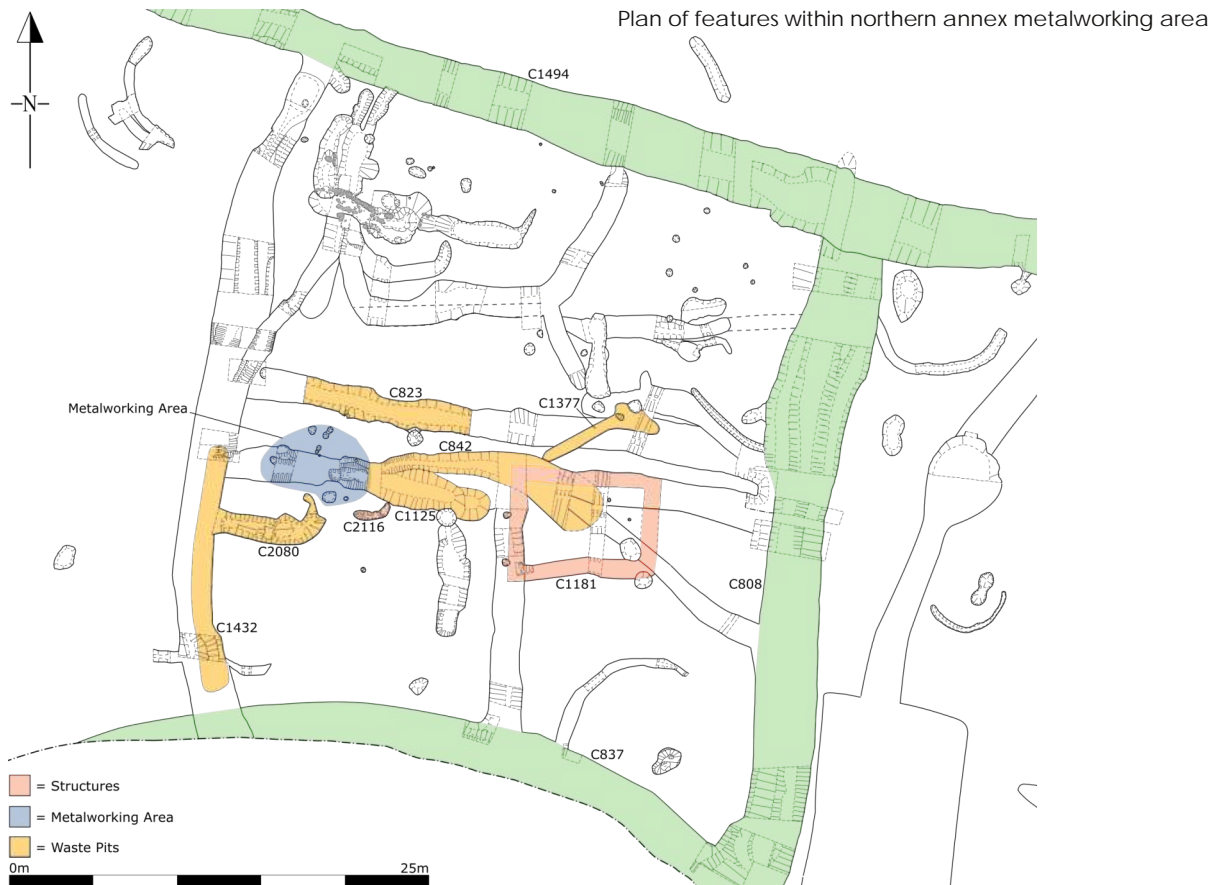 Plan of features within northern annex metalworking area
N
C1494
C823
C1377
Metalworking Area
C842
C2116
C1125
C2080
C1181
C808
C1432
C837
= Structures
= Metalworking Area
= Waste Pits
0m 25m